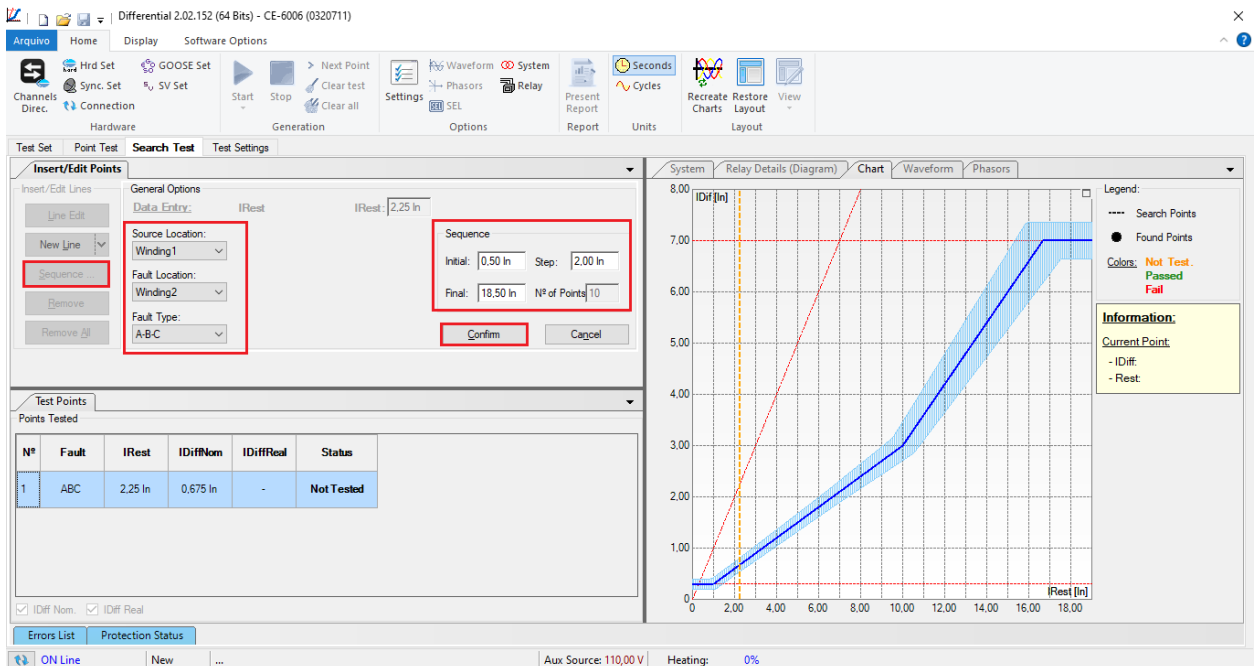 Differential 2.02.152 (64 Bits) - CE-6006 (0320711)
Arquivo Home Display Software Options
Channels Direc.
Hrd Set
Sync. Set
Connection
GOOSE Set
SV Set
Hardware
Start
Stop
Next Point
Clear test
Clear all
Generation
Settings
Waveform
Phasors
SEL
System
Relay
Options
Present Report
Report
Seconds
Cycles
Units
Recreate Charts
Restore Layout
View
Layout
Test Set Point Test Search Test Test Settings
Insert/Edit Points
Insert/Edit Lines
Line Edit
New Line
Sequence ...
Remove
Remove All
General Options
Data Entry: IRest IRest: 2,25 In
Source Location:
Winding1
Fault Location:
Winding2
Fault Type:
A-B-C
Sequence
Initial: 0,50 In Step: 2,00 In
Final: 18,50 In Nº of Points 10
Confirm Cancel
Test Points
Points Tested
Nº Fault IRest IDiffNom IDiffReal Status
1 ABC 2,25 In 0,675 In - Not Tested
IDiff Nom. IDiff Real
System Relay Details (Diagram) Chart Waveform Phasors
IDif [In]
8,00
7,00
6,00
5,00
4,00
3,00
2,00
1,00
0
0 2,00 4,00 6,00 8,00 10,00 12,00 14,00 16,00 18,00
IRest [In]
Legend:
Search Points
Found Points
Colors: Not Test.
Passed
Fail
Information:
Current Point:
- IDiff:
- Rest:
Errors List Protection Status
ON Line New ... Aux Source: 110,00 V Heating: 0%